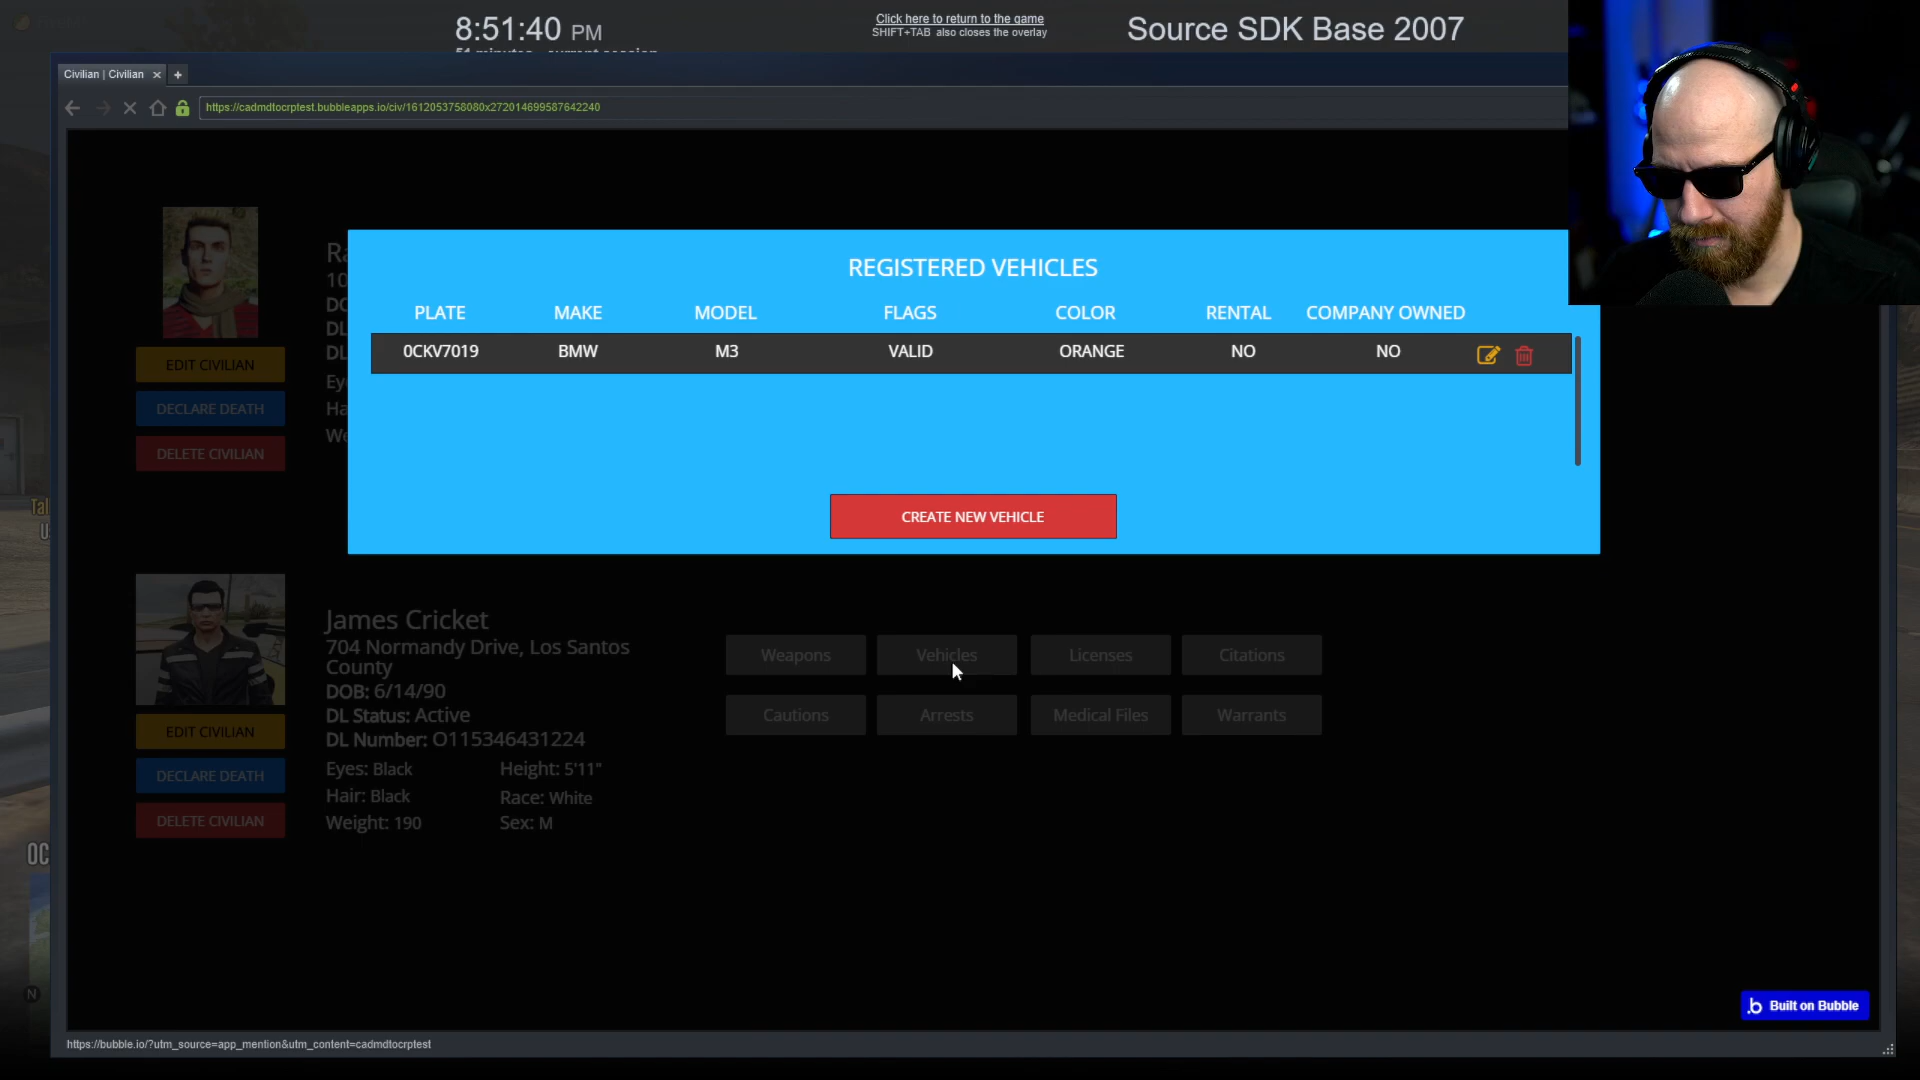 8:51:40 PM
51 minutes - current session
Click here to return to the game
SHIFT+TAB also closes the overlay
Source SDK Base 2007
Civilian | Civilian
https://cadmdtocrptest.bubbleapps.io/civ/1612053758080x272014699587642240
REGISTERED VEHICLES
PLATE MAKE MODEL FLAGS COLOR RENTAL COMPANY OWNED
0CKV7019 BMW M3 VALID ORANGE NO NO
CREATE NEW VEHICLE
EDIT CIVILIAN
DECLARE DEATH
DELETE CIVILIAN
James Cricket
704 Normandy Drive, Los Santos
County
DOB: 6/14/90
DL Status: Active
DL Number: O115346431224
Eyes: Black Height: 5'11"
Hair: Black Race: White
Weight: 190 Sex: M
EDIT CIVILIAN
DECLARE DEATH
DELETE CIVILIAN
Weapons Vehicles Licenses Citations
Cautions Arrests Medical Files Warrants
Built on Bubble
https://bubble.io/?utm_source=app_mention&utm_content=cadmdtocrptest